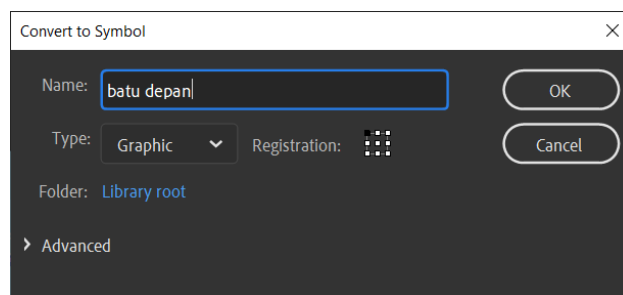 Convert to Symbol
Name: batu depan OK
Type: Graphic Registration: Cancel
Folder: Library root
Advanced